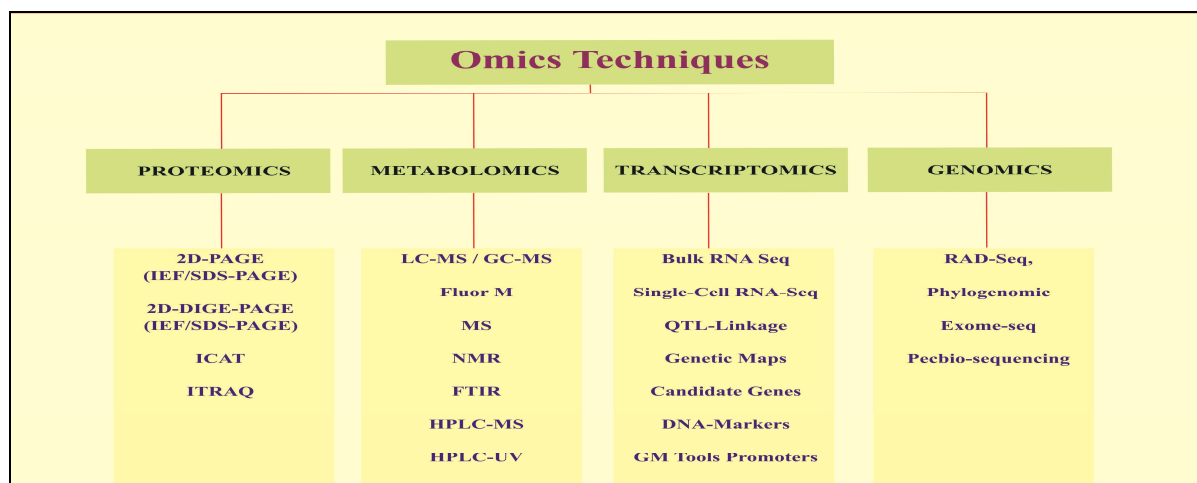 Omics Techniques
PROTEOMICS
METABOLOMICS
TRANSCRIPTOMICS
GENOMICS
2D-PAGE
(IEF/SDS-PAGE)
2D-DIGE-PAGE
(IEF/SDS-PAGE)
ICAT
ITRAQ
LC-MS / GC-MS
Fluor M
MS
NMR
FTIR
HPLC-MS
HPLC-UV
Bulk RNA Seq
Single-Cell RNA-Seq
QTL-Linkage
Genetic Maps
Candidate Genes
DNA-Markers
GM Tools Promoters
RAD-Seq,
Phylogenomic
Exome-seq
Pecbio-sequencing